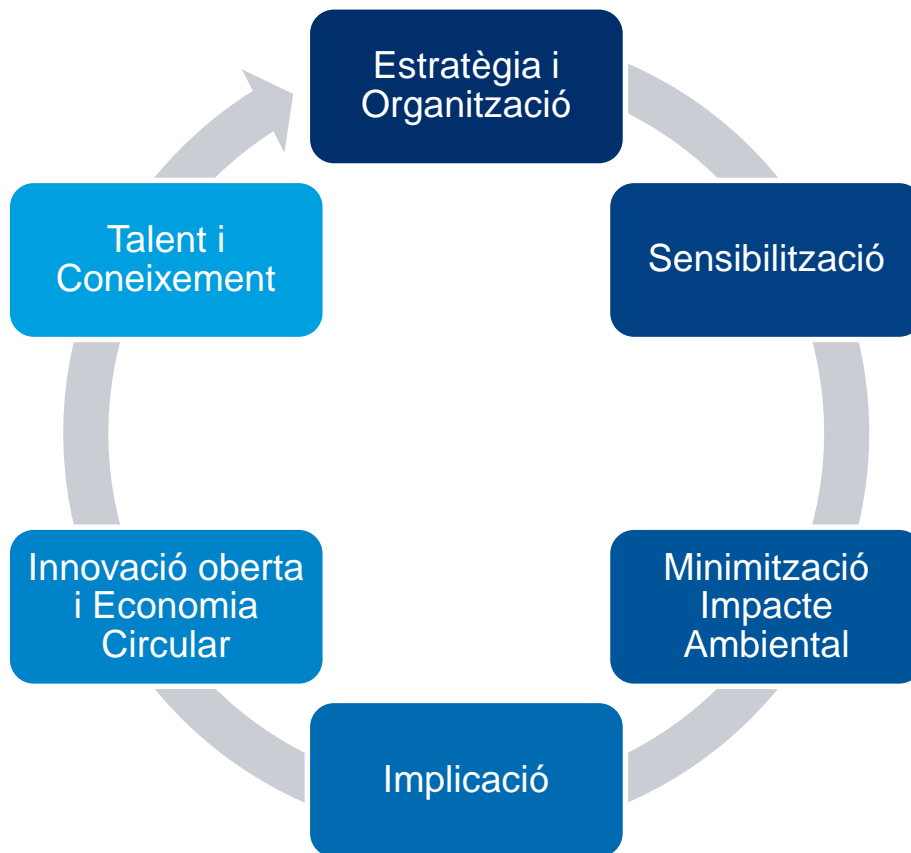 Estratègia i
Organització
Sensibilització
Minimització
Impacte
Ambiental
Implicació
Innovació oberta
i Economia
Circular
Talent i
Coneixement